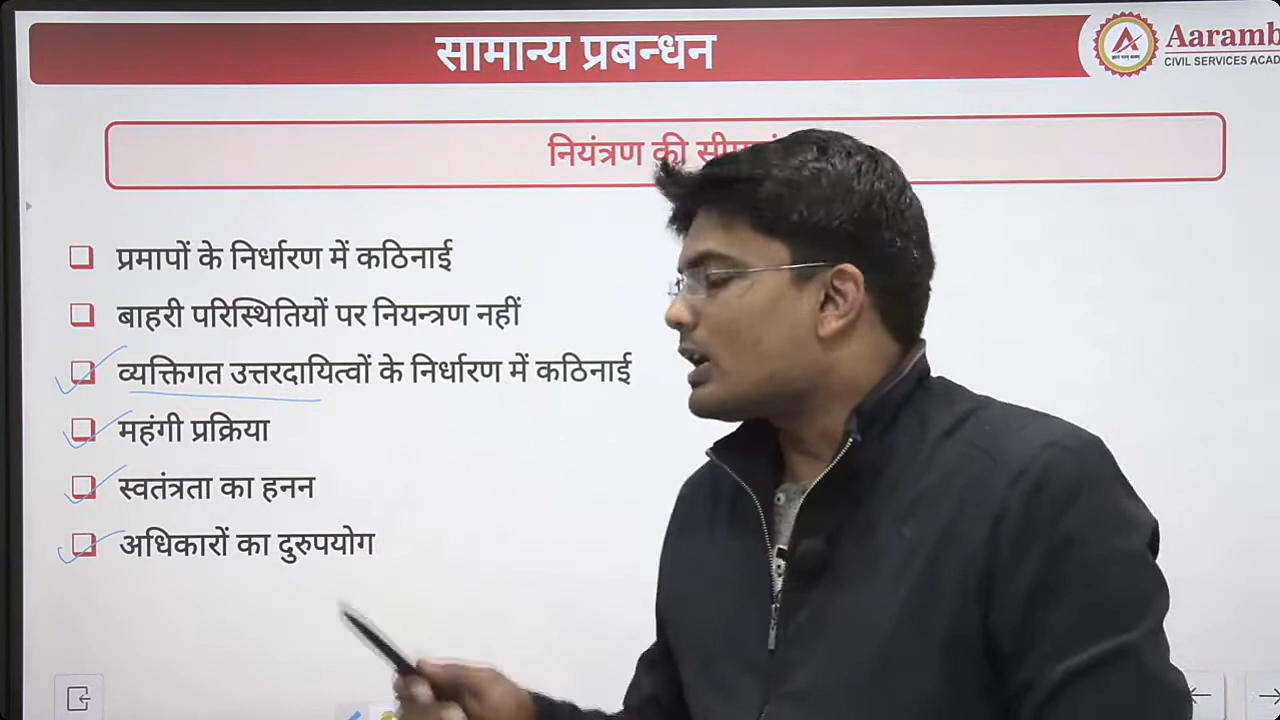 सामान्य प्रबन्धन
Aaramb
CIVIL SERVICES ACAD
नियंत्रण की
प्रमापों के निर्धारण में कठिनाई
बाहरी परिस्थितियों पर नियन्त्रण नहीं
व्यक्तिगत उत्तरदायित्वों के निर्धारण में कठिनाई
महंगी प्रक्रिया
स्वतंत्रता का हनन
अधिकारों का दुरुपयोग